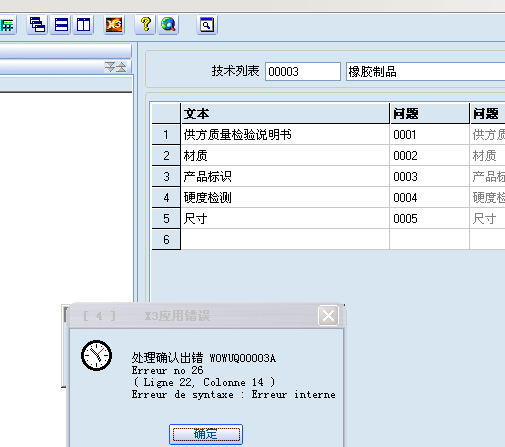 技术列表 00003 橡胶制品
文本 问题 问题
1 供方质量检验说明书 0001 供方质
2 材质 0002 材质
3 产品标识 0003 产品标
4 硬度检测 0004 硬度检
5 尺寸 0005 尺寸
6
[ 4 ] X3应用错误
处理确认出错 WOWUQ00003A
Erreur no 26
( Ligne 22, Colonne 14 )
Erreur de syntaxe : Erreur interne
确定